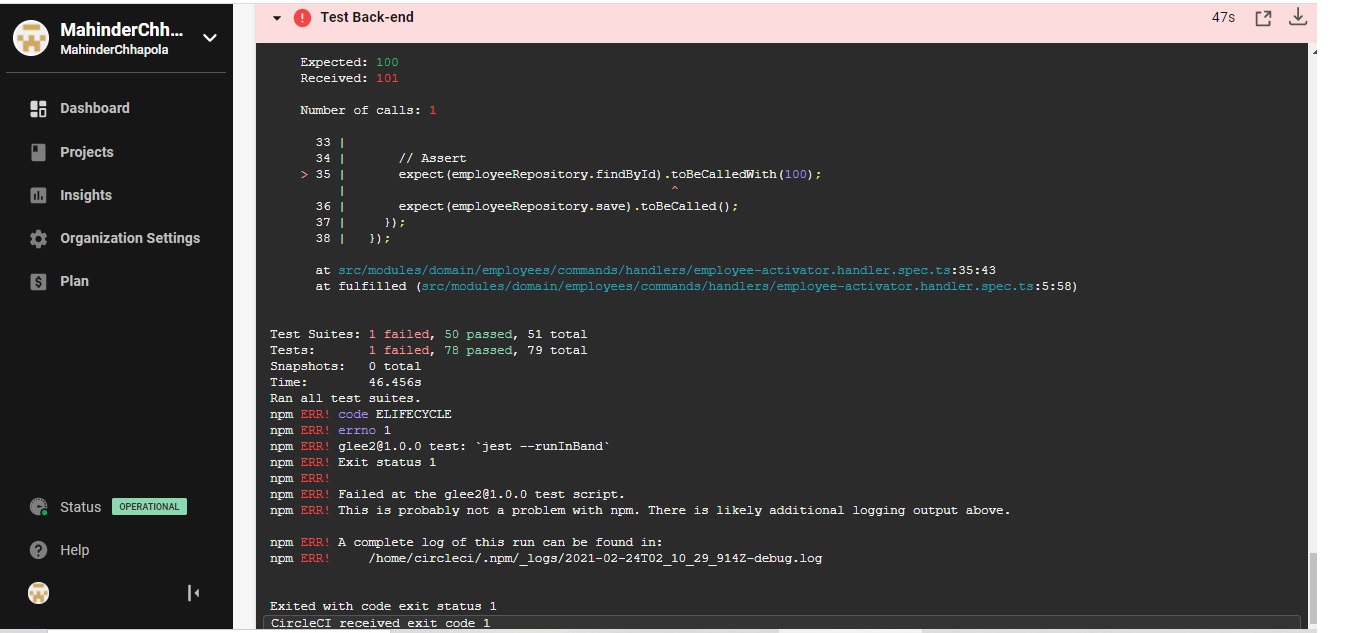 MahinderChh...
MahinderChhapola
Dashboard
Projects
Insights
Organization Settings
Plan
Status OPERATIONAL
Help
Test Back-end 47s
Expected: 100
Received: 101
Number of calls: 1
33 |
34 | // Assert
> 35 | expect(employeeRepository.findById).toBeCalledWith(100);
| ^
36 | expect(employeeRepository.save).toBeCalled();
37 | });
38 | });
at src/modules/domain/employees/commands/handlers/employee-activator.handler.spec.ts:35:43
at fulfilled (src/modules/domain/employees/commands/handlers/employee-activator.handler.spec.ts:5:58)
Test Suites: 1 failed, 50 passed, 51 total
Tests: 1 failed, 78 passed, 79 total
Snapshots: 0 total
Time: 46.456s
Ran all test suites.
npm ERR! code ELIFECYCLE
npm ERR! errno 1
npm ERR! glee2@1.0.0 test: `jest --runInBand`
npm ERR! Exit status 1
npm ERR!
npm ERR! Failed at the glee2@1.0.0 test script.
npm ERR! This is probably not a problem with npm. There is likely additional logging output above.
npm ERR! A complete log of this run can be found in:
npm ERR! /home/circleci/.npm/_logs/2021-02-24T02_10_29_914Z-debug.log
Exited with code exit status 1
CircleCI received exit code 1